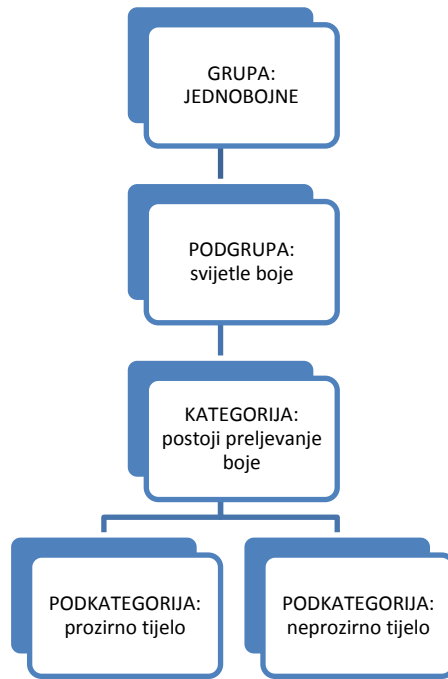 GRUPA:
JEDNOBOJNE
PODGRUPA:
svijetle boje
KATEGORIJA:
postoji preljevanje
boje
PODKATEGORIJA:
prozirno tijelo
PODKATEGORIJA:
neprozirno tijelo